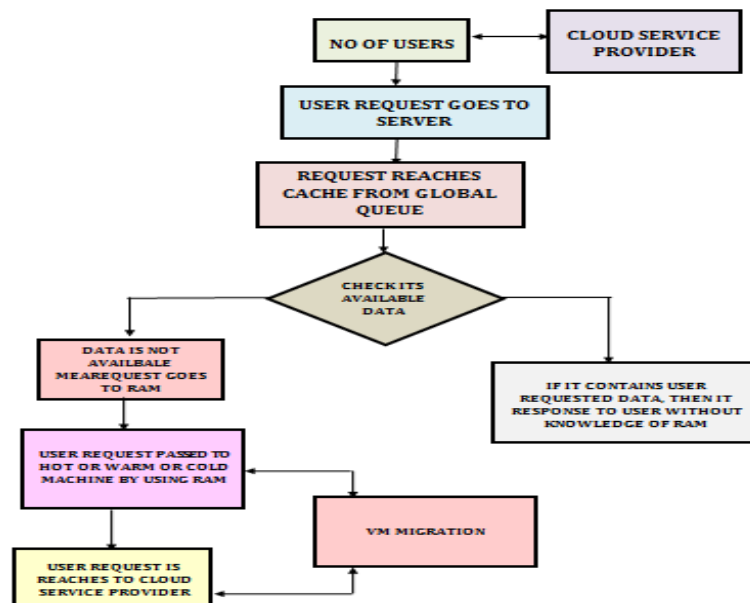 NO OF USERS
CLOUD SERVICE
PROVIDER
USER REQUEST GOES TO
SERVER
REQUEST REACHES
CACHE FROM GLOBAL
QUEUE
CHECK ITS
AVAILABLE
DATA
DATA IS NOT
AVAILBALE
MEAREQUEST GOES
TO RAM
IF IT CONTAINS USER
REQUESTED DATA, THEN IT
RESPONSE TO USER WITHOUT
KNOWLEDGE OF RAM
USER REQUEST PASSED TO
HOT OR WARM OR COLD
MACHINE BY USING RAM
VM MIGRATION
USER REQUEST IS
REACHES TO CLOUD
SERVICE PROVIDER